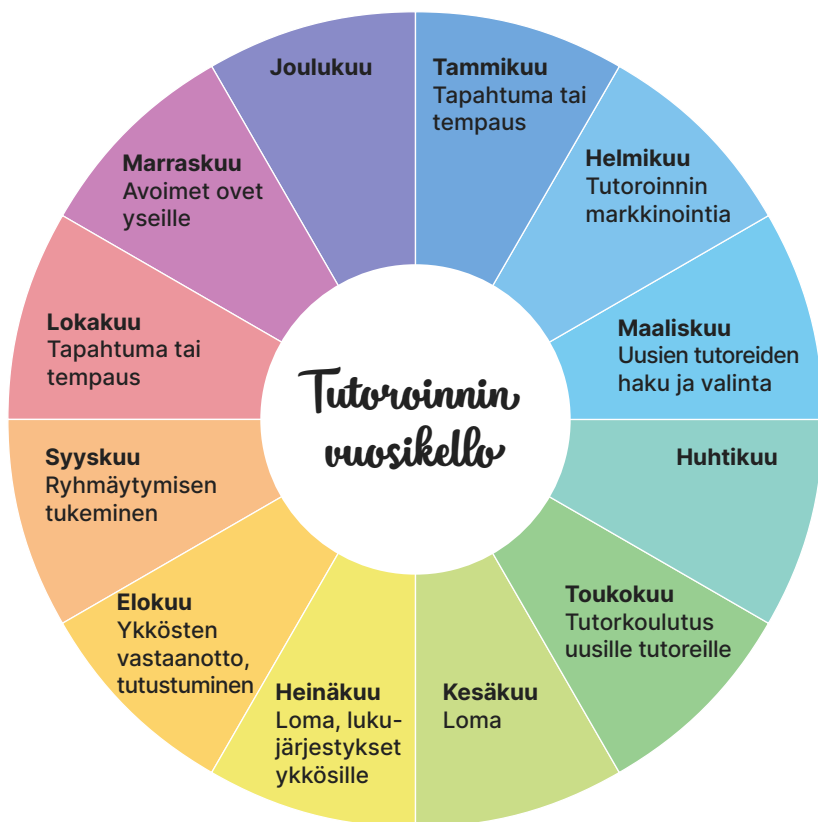 Tutoroinnin
vuosikello
Tammikuu
Tapahtuma tai
tempaus
Helmikuu
Tutoroinnin
markkinointia
Maaliskuu
Uusien tutoreiden
haku ja valinta
Huhtikuu
Toukokuu
Tutorkoulutus
uusille tutoreille
Kesäkuu
Loma
Heinäkuu
Loma, luku-
järjestykset
ykkösille
Elokuu
Ykkösten
vastaanotto,
tutustuminen
Syyskuu
Ryhmäytymisen
tukeminen
Lokakuu
Tapahtuma tai
tempaus
Marraskuu
Avoimet ovet
yseille
Joulukuu